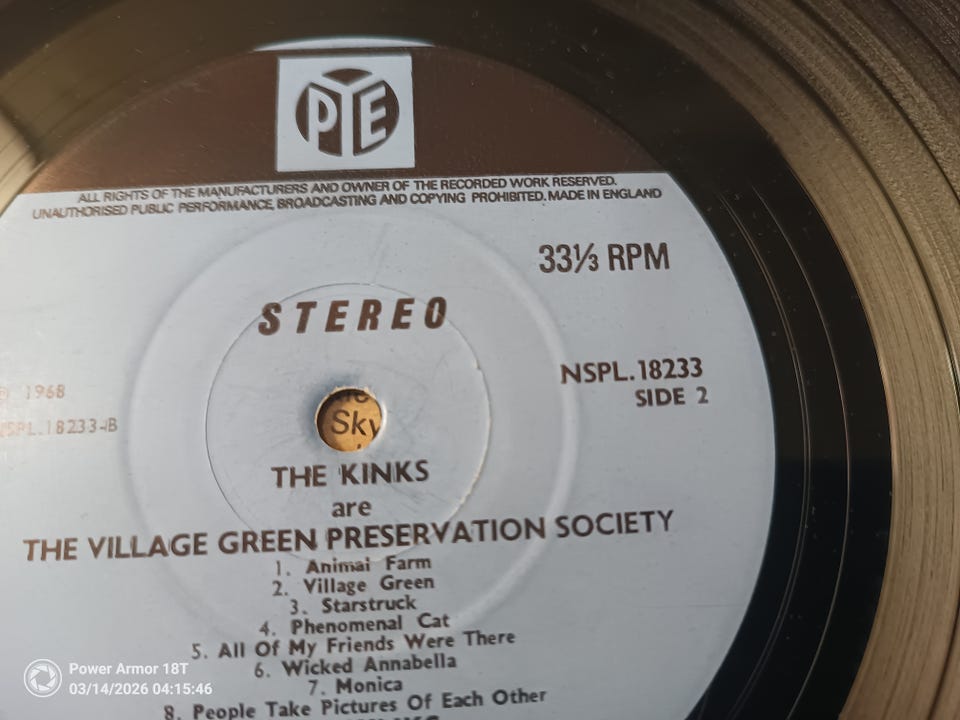 PYE
ALL RIGHTS OF THE MANUFACTURERS AND OWNER OF THE RECORDED WORK RESERVED.
UNAUTHORISED PUBLIC PERFORMANCE, BROADCASTING AND COPYING PROHIBITED. MADE IN ENGLAND
33⅓ RPM
STEREO
NSPL.18233
SIDE 2
℗ 1968
NSPL.18233-B
Sky
THE KINKS
are
THE VILLAGE GREEN PRESERVATION SOCIETY
1. Animal Farm
2. Village Green
3. Starstruck
4. Phenomenal Cat
5. All Of My Friends Were There
6. Wicked Annabella
7. Monica
8. People Take Pictures Of Each Other
Power Armor 18T
03/14/2026 04:15:46